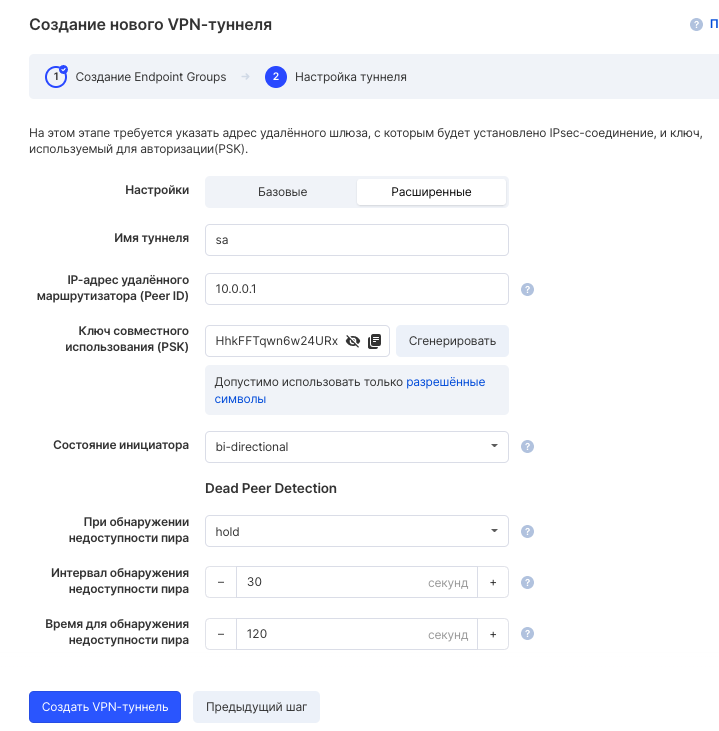 Создание нового VPN-туннеля
? П
1 Создание Endpoint Groups → 2 Настройка туннеля
На этом этапе требуется указать адрес удалённого шлюза, с которым будет установлено IPsec-соединение, и ключ,
используемый для авторизации(PSK).
Настройки
Базовые Расширенные
Имя туннеля
sa
IP-адрес удалённого
маршрутизатора (Peer ID)
10.0.0.1 ?
Ключ совместного
использования (PSK)
HhkFFTqwn6w24URx Сгенерировать
Допустимо использовать только разрешённые
символы
Состояние инициатора
bi-directional ?
Dead Peer Detection
При обнаружении
недоступности пира
hold ?
Интервал обнаружения
недоступности пира
– 30 секунд + ?
Время для обнаружения
недоступности пира
– 120 секунд + ?
Создать VPN-туннель Предыдущий шаг